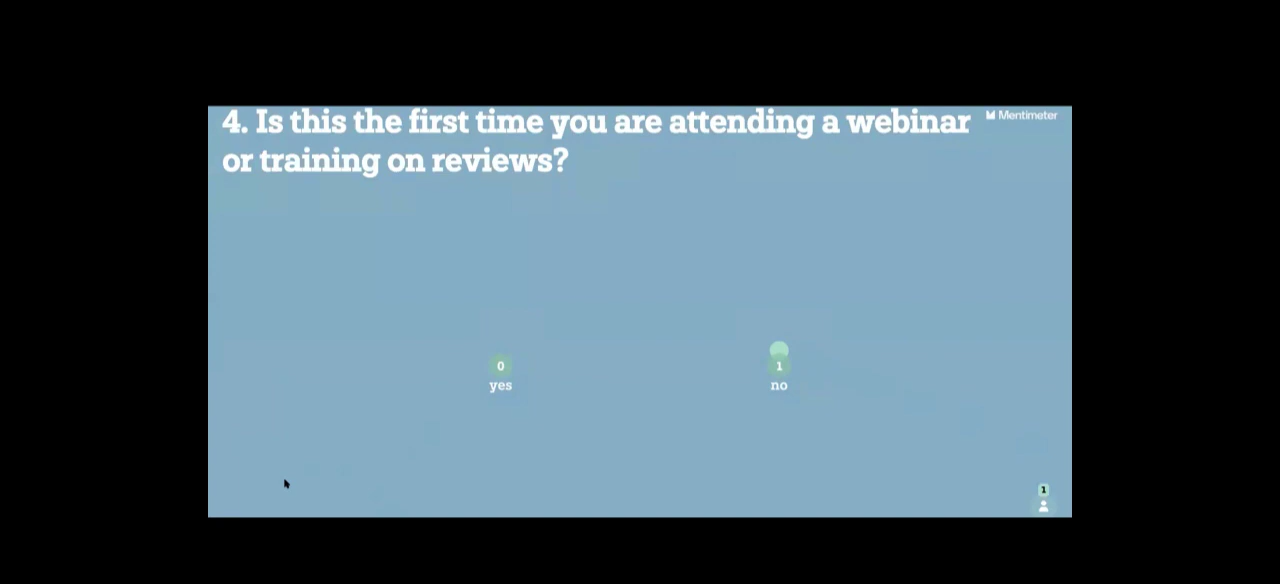 4. Is this the first time you are attending a webinar
or training on reviews?
Mentimeter
0
yes
1
no
1